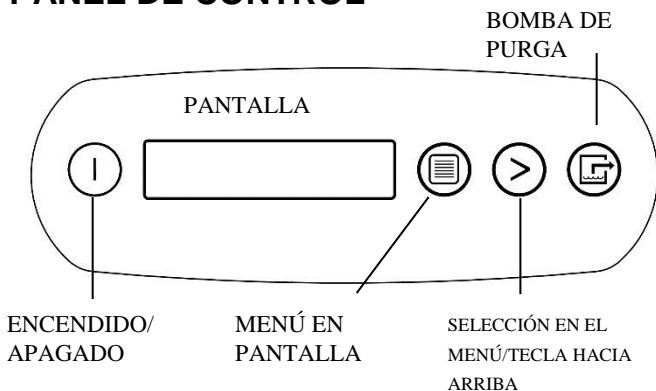 PANEL DE CONTROL
BOMBA DE
PURGA
PANTALLA
ENCENDIDO/
APAGADO
MENÚ EN
PANTALLA
SELECCIÓN EN EL
MENÚ/TECLA HACIA
ARRIBA